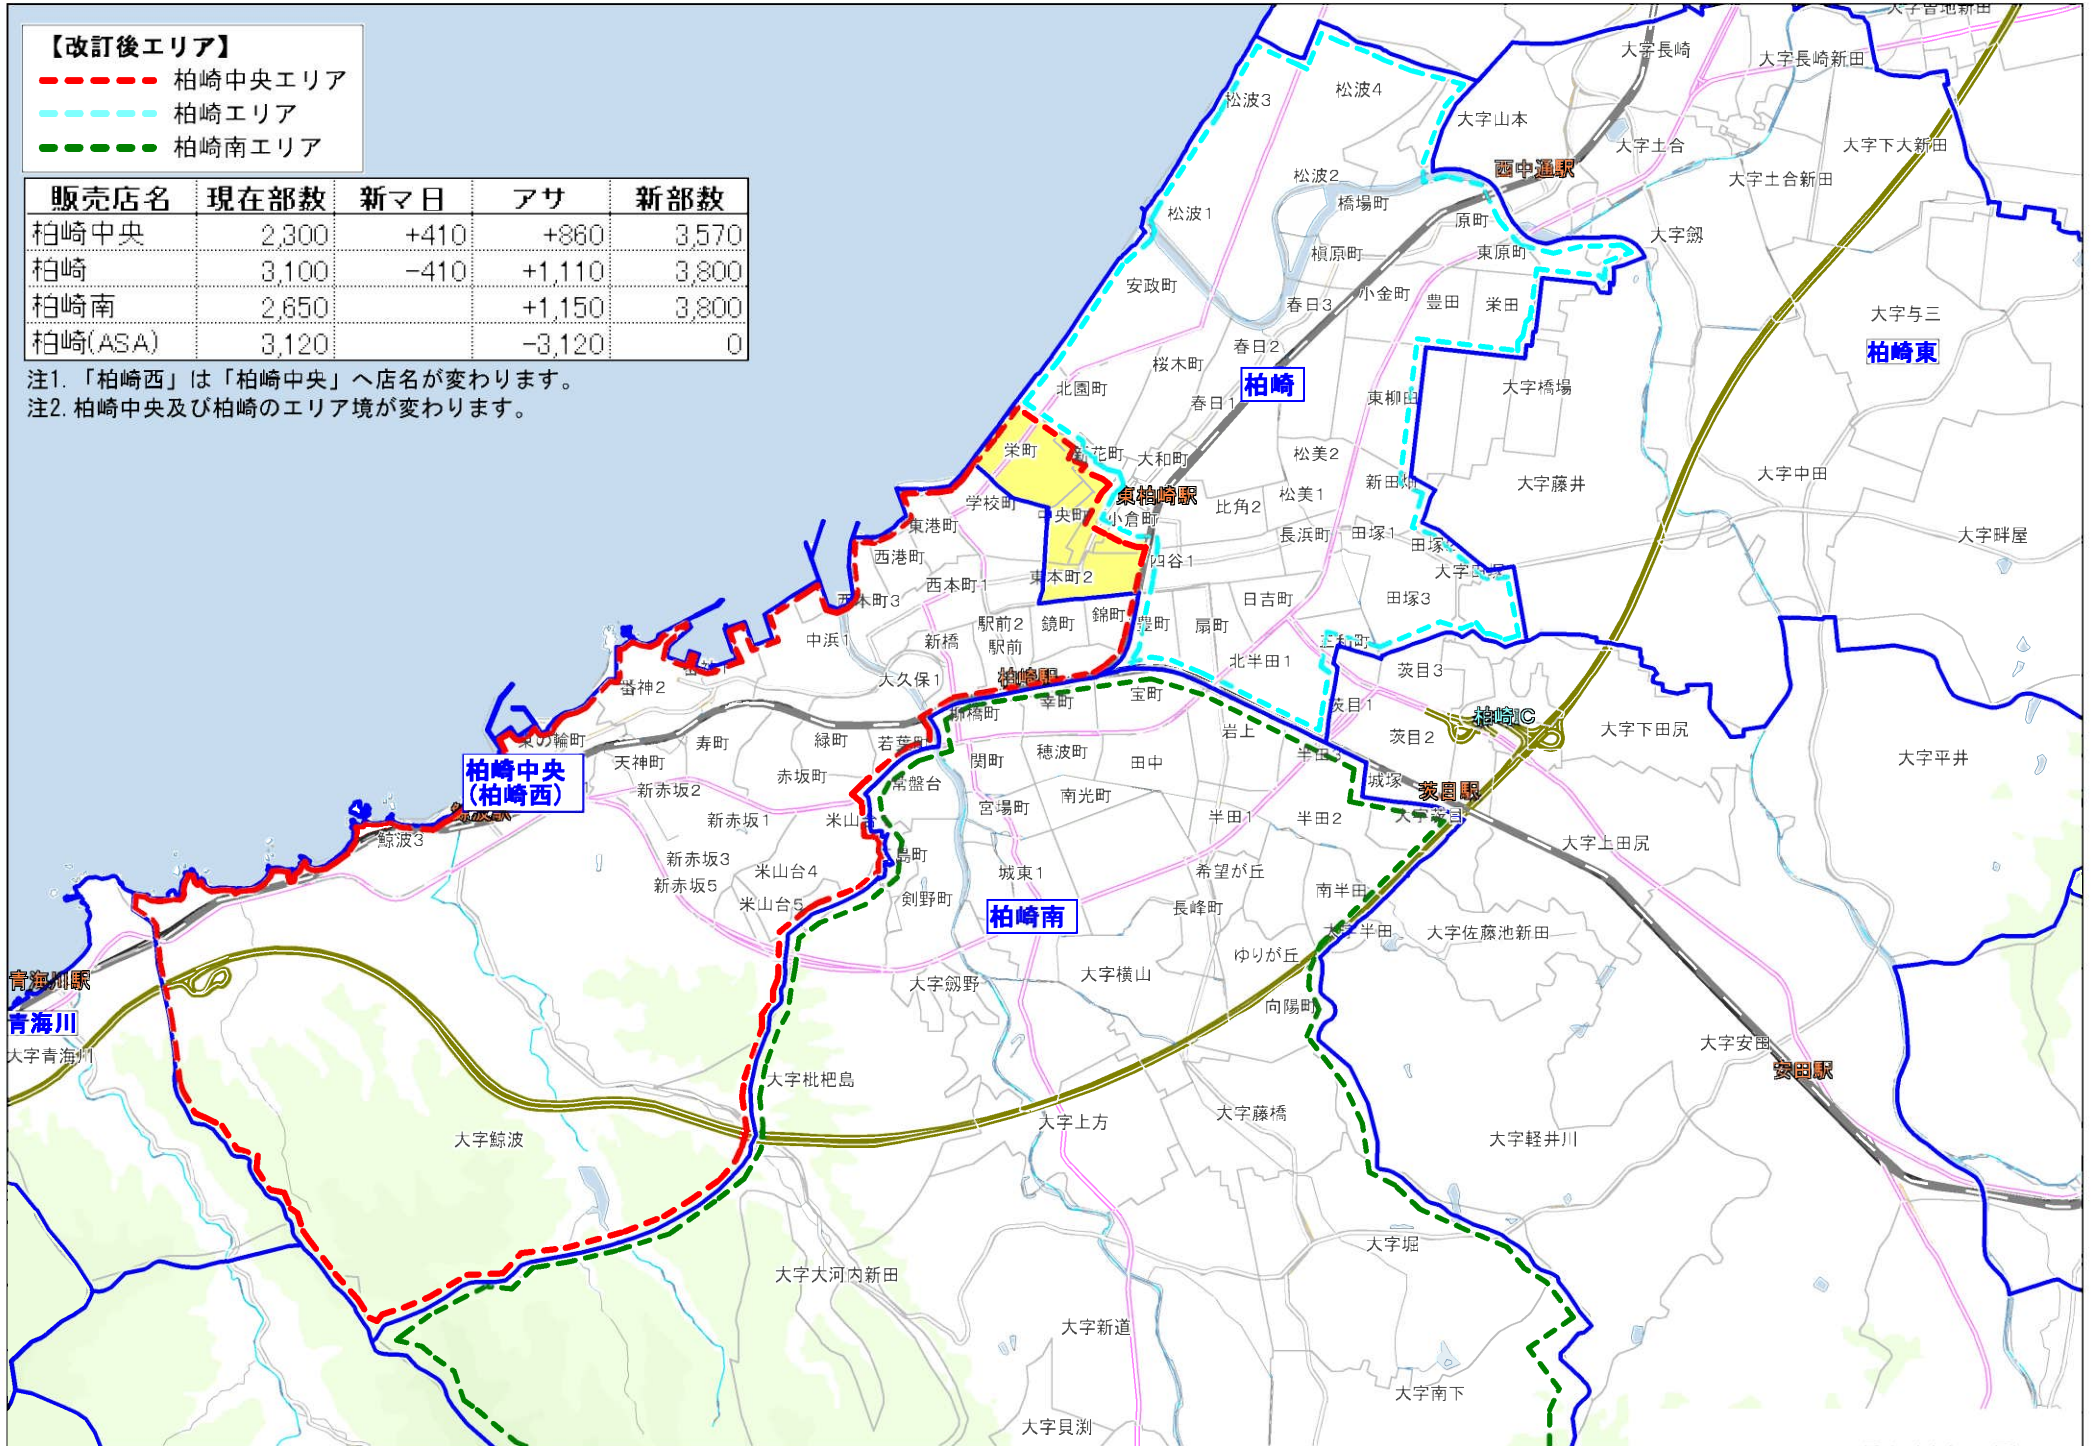 【改訂後エリア】
柏崎中央エリア
柏崎エリア
柏崎南エリア
販売店名 現在部数 新マ日 アサ 新部数
柏崎中央 2,300 +410 +860 3,570
柏崎 3,100 -410 +1,110 3,800
柏崎南 2,650 +1,150 3,800
柏崎(ASA) 3,120 -3,120 0
注1.「柏崎西」は「柏崎中央」へ店名が変わります。
注2.柏崎中央及び柏崎のエリア境が変わります。
大字曽地新田
大字長崎
大字長崎新田
松波3
松波4
大字山本
大字土合
大字下大新田
西中通駅
松波2
大字土合新田
橋場町
松波1
原町
大字劔
槇原町
東原町
安政町
春日3
小金町
豊田
栄田
大字与三
柏崎東
春日2
桜木町
北園町
柏崎
大字橋場
春日1
東柳田
栄町
新花町
大和町
松美2
大字中田
新田畑
大字藤井
東柏崎駅
松美1
学校町
比角2
中央町
小倉町
東港町
長浜町
田塚1
大字畔屋
田塚2
西港町
四谷1
東本町2
西本町1
西本町3
田塚3
日吉町
錦町
駅前2
鏡町
豊町
扇町
中浜1
新橋
駅前
三和町
北半田1
茨目3
柏崎駅
大久保1
番神2
幸町
宝町
柳橋町
茨目1
柏崎IC
岩上
大字下田尻
東の輪町
寿町
緑町
若葉町
茨目2
穂波町
半田3
大字平井
天神町
関町
田中
柏崎中央
(柏崎西)
赤坂町
常盤台
城塚
茨目駅
新赤坂2
南光町
宮場町
鯨波駅
新赤坂1
米山台
半田1
半田2
大字茨目
鯨波3
大字上田尻
新赤坂3
島町
米山台4
城東1
希望が丘
新赤坂5
南半田
剣野町
米山台5
長峰町
柏崎南
大字半田
大字佐藤池新田
ゆりが丘
青海川駅
大字劔野
大字横山
向陽町
青海川
大字安田
大字青海川
安田駅
大字枇杷島
大字上方
大字藤橋
大字鯨波
大字軽井川
大字堀
大字大河内新田
大字新道
大字南下
大字貝渕